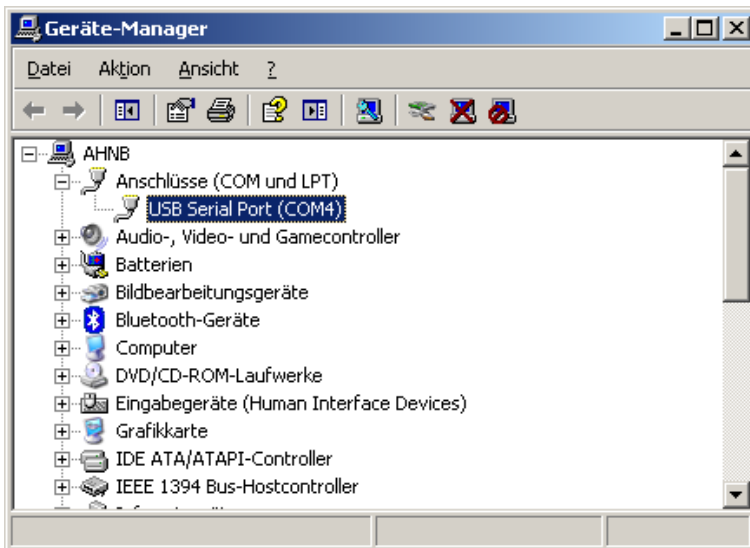 Geräte-Manager
Datei Aktion Ansicht ?
AHNB
Anschlüsse (COM und LPT)
USB Serial Port (COM4)
Audio-, Video- und Gamecontroller
Batterien
Bildbearbeitungsgeräte
Bluetooth-Geräte
Computer
DVD/CD-ROM-Laufwerke
Eingabegeräte (Human Interface Devices)
Grafikkarte
IDE ATA/ATAPI-Controller
IEEE 1394 Bus-Hostcontroller